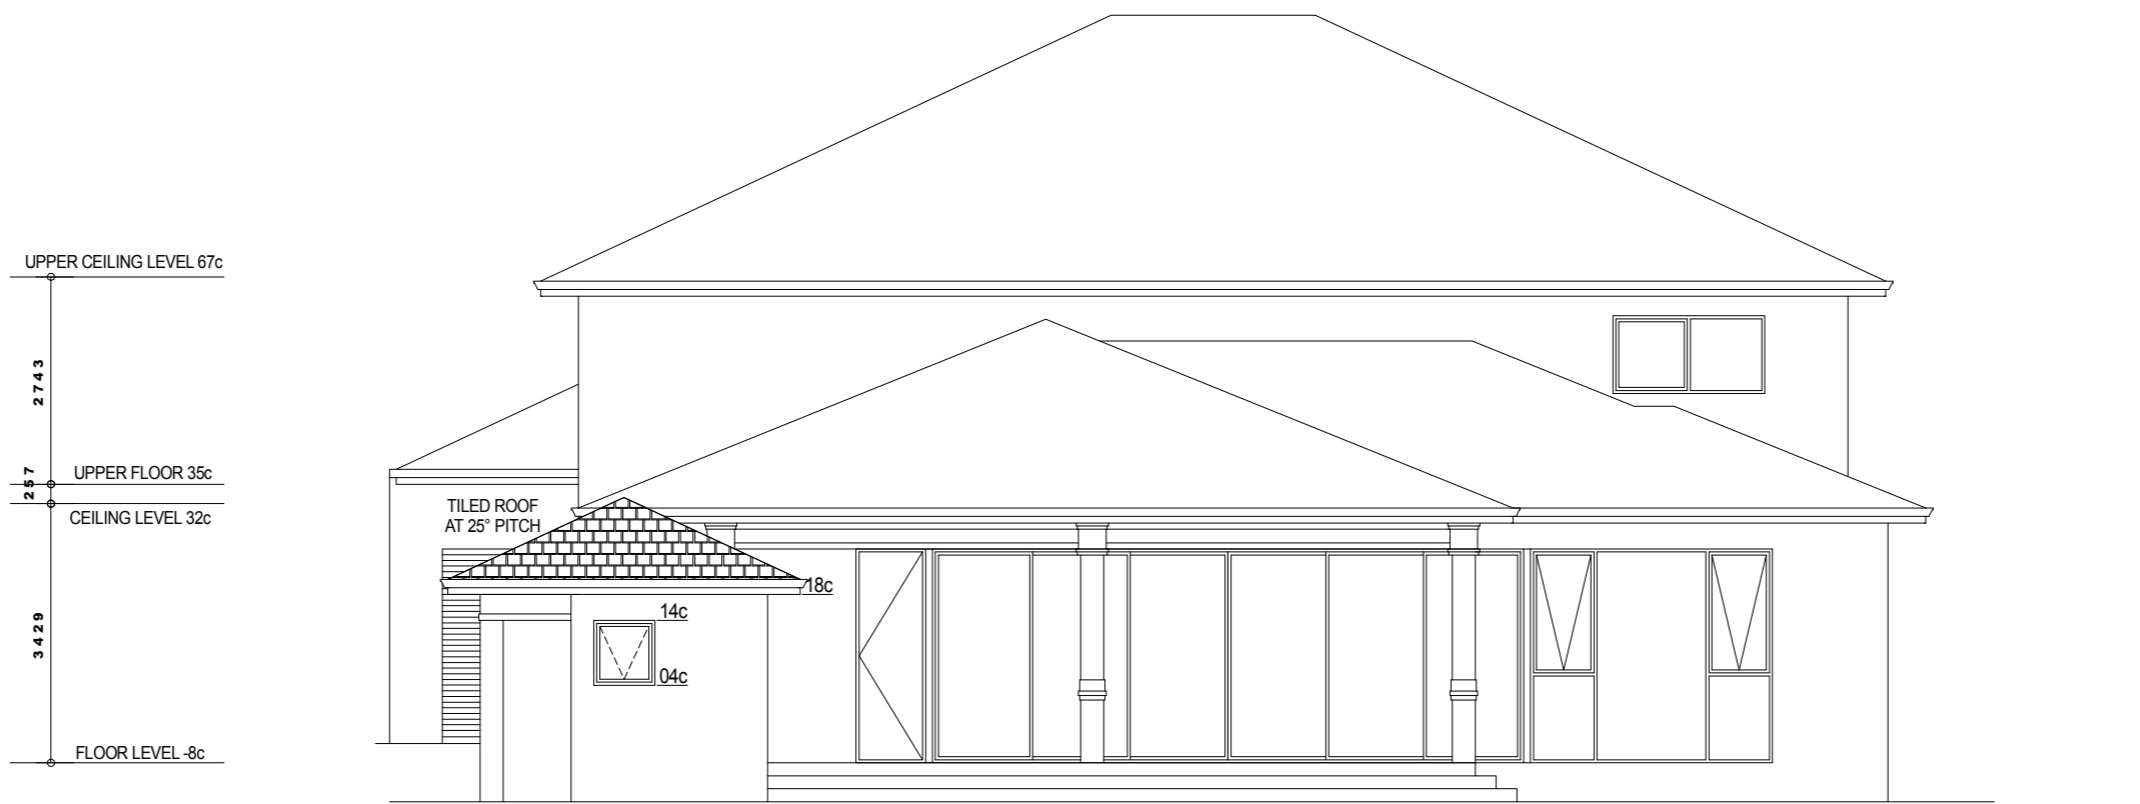 UPPER CEILING LEVEL 67c
2743
UPPER FLOOR 35c
257
CEILING LEVEL 32c
TILED ROOF
AT 25° PITCH
18c
14c
3429
04c
FLOOR LEVEL -8c